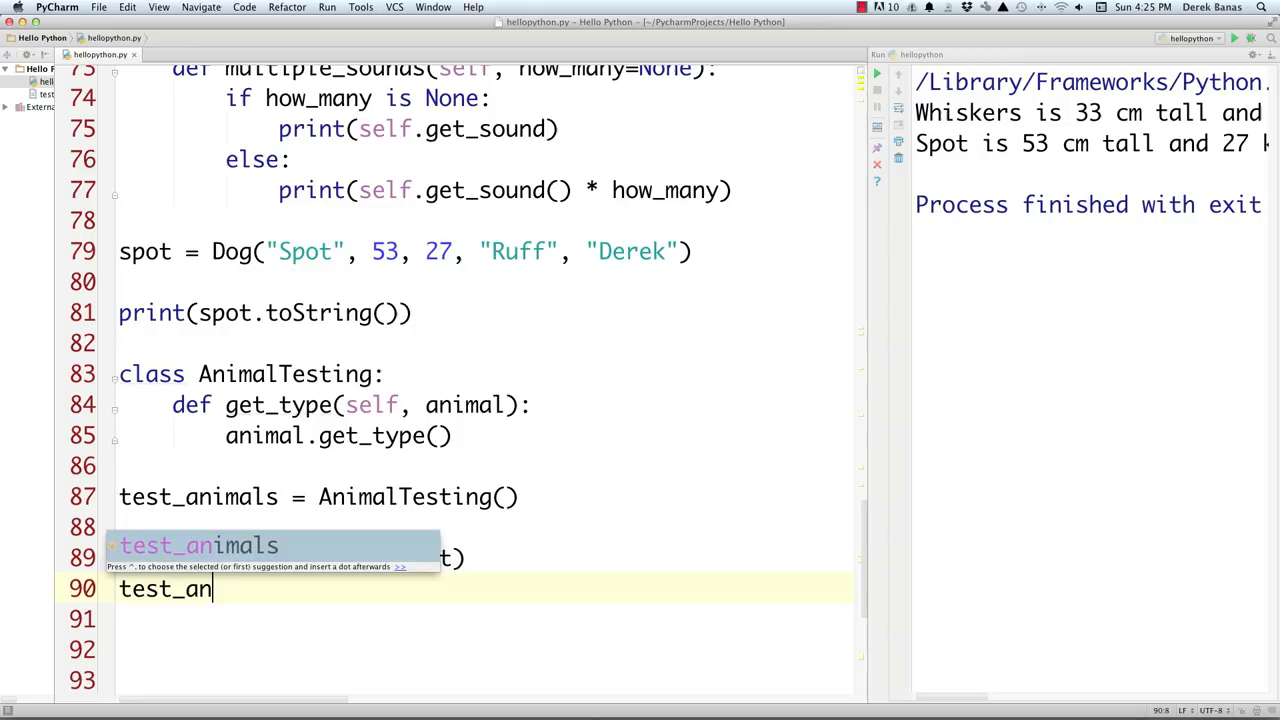 PyCharm File Edit View Navigate Code Refactor Run Tools VCS Window Help 10 Sun 4:25 PM Derek Banas
hellopython.py – Hello Python – [~/PycharmProjects/Hello Python]
Hello Python hellopython.py hellopython
hellopython.py × Run hellopython
Hello P
hello
test
Extern
73 def multiple_sounds(self, how_many=None):
74 if how_many is None:
75 print(self.get_sound)
76 else:
77 print(self.get_sound() * how_many)
78
79 spot = Dog("Spot", 53, 27, "Ruff", "Derek")
80
81 print(spot.toString())
82
83 class AnimalTesting:
84 def get_type(self, animal):
85 animal.get_type()
86
87 test_animals = AnimalTesting()
88
test_animals
Press ^. to choose the selected (or first) suggestion and insert a dot afterwards >>
89 t)
90 test_an
91
92
93
/Library/Frameworks/Python.
Whiskers is 33 cm tall and
Spot is 53 cm tall and 27 k
Process finished with exit
90:8 LF UTF-8